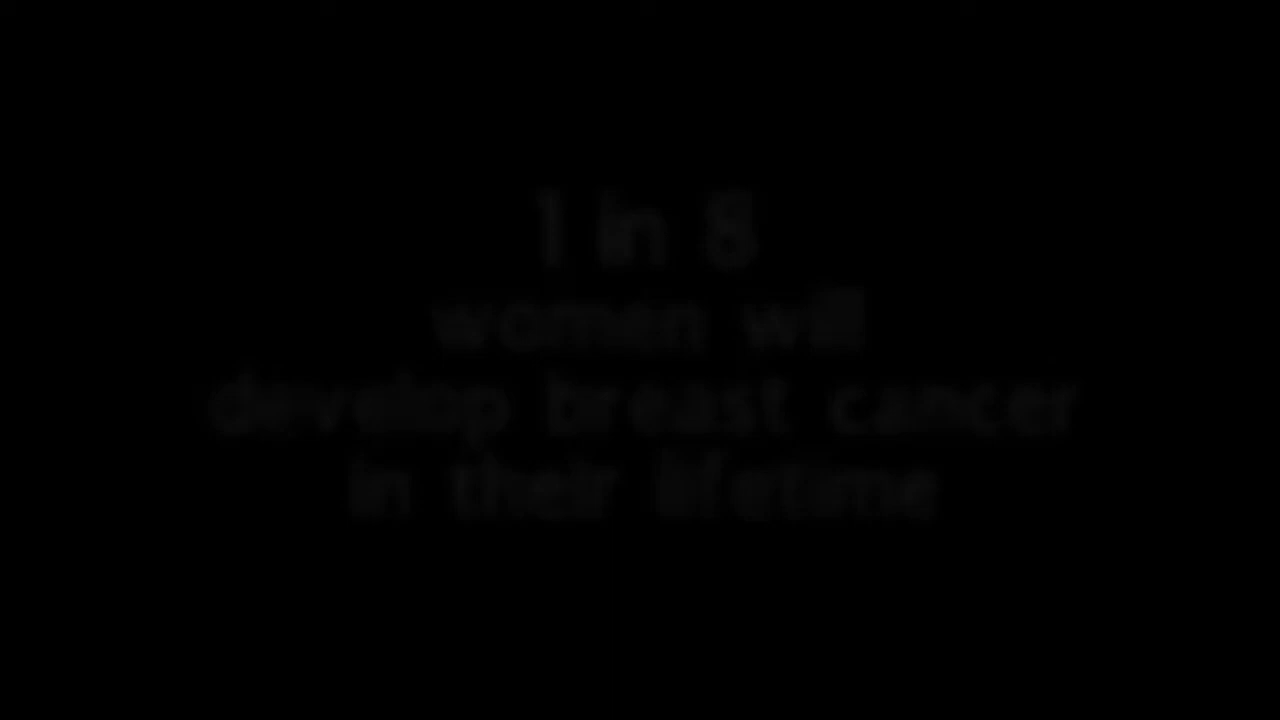 1 in 8
women will
develop breast cancer
in their lifetime